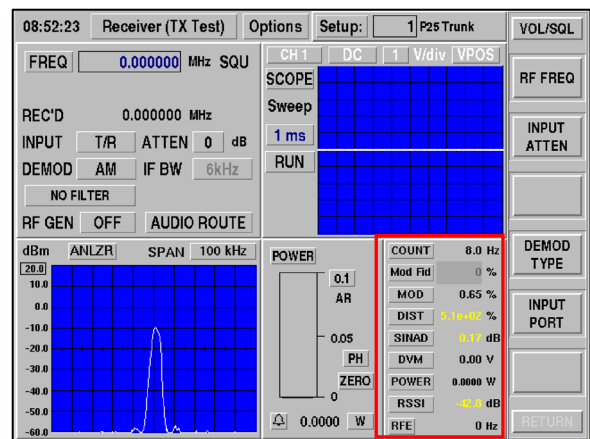 08:52:23 Receiver (TX Test) Options Setup: 1 P25 Trunk
VOL/SQL
FREQ 0.000000 MHz SQU
REC'D 0.000000 MHz
INPUT T/R ATTEN 0 dB
DEMOD AM IF BW 6kHz
NO FILTER
RF GEN OFF AUDIO ROUTE
CH 1 DC 1 V/div VPOS
SCOPE
Sweep
1 ms
RUN
RF FREQ
INPUT
ATTEN
DEMOD
TYPE
INPUT
PORT
RETURN
dBm ANLZR SPAN 100 kHz
20.0
10.0
0.0
-10.0
-20.0
-30.0
-40.0
-50.0
-60.0
POWER
0.1
AR
0.05
PH
ZERO
0
0.0000 W
COUNT 8.0 Hz
Mod Fid 0 %
MOD 0.65 %
DIST 5.1e+02 %
SINAD 0.17 dB
DVM 0.00 V
POWER 0.0000 W
RSSI -42.8 dB
RFE 0 Hz